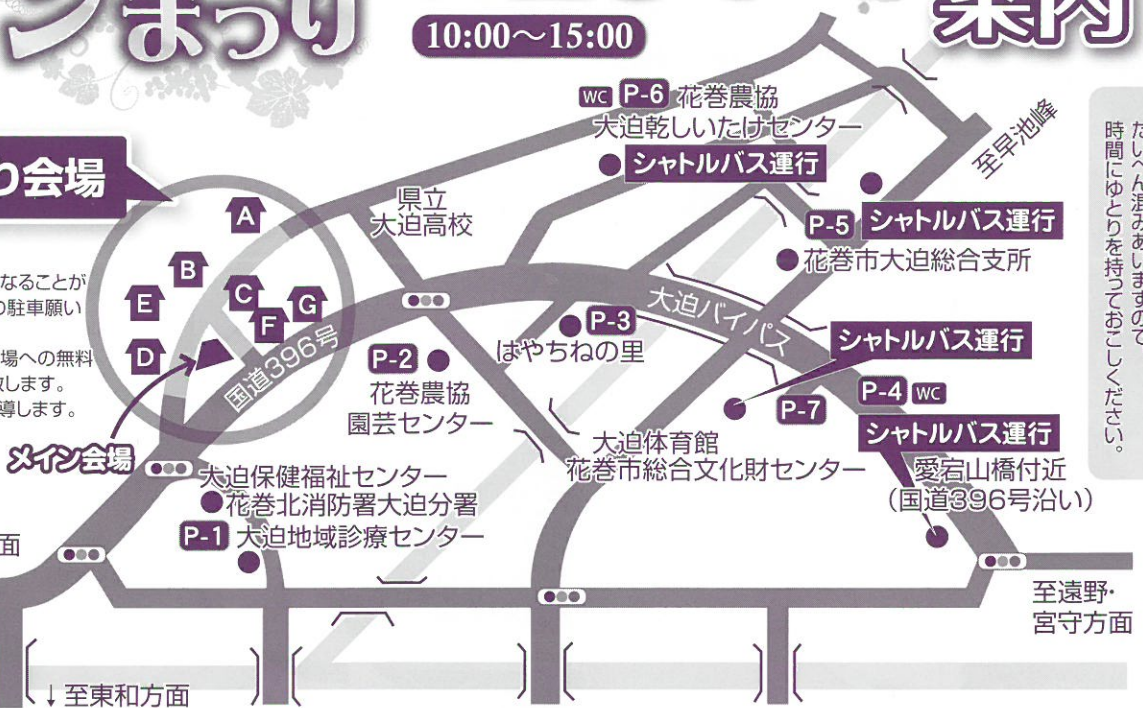 ンまつり
10:00～15:00
案内
り会場
WC P-6 花巻農協
大迫乾しいたけセンター
シャトルバス運行
至早池峰
たいへん混みあいますので
時間にゆとりを持っておこしください。
県立
大迫高校
A
B
C
D
E
F
G
P-5 シャトルバス運行
花巻市大迫総合支所
なることが
の駐車願い
場への無料
致します。
導します。
国道396号
大迫バイパス
P-3
はやちねの里
P-2
花巻農協
園芸センター
シャトルバス運行
P-7
P-4 WC
シャトルバス運行
愛宕山橋付近
(国道396号沿い)
大迫体育館
花巻市総合文化財センター
メイン会場
大迫保健福祉センター
花巻北消防署大迫分署
P-1 大迫地域診療センター
面
至遠野・
宮守方面
↓至東和方面